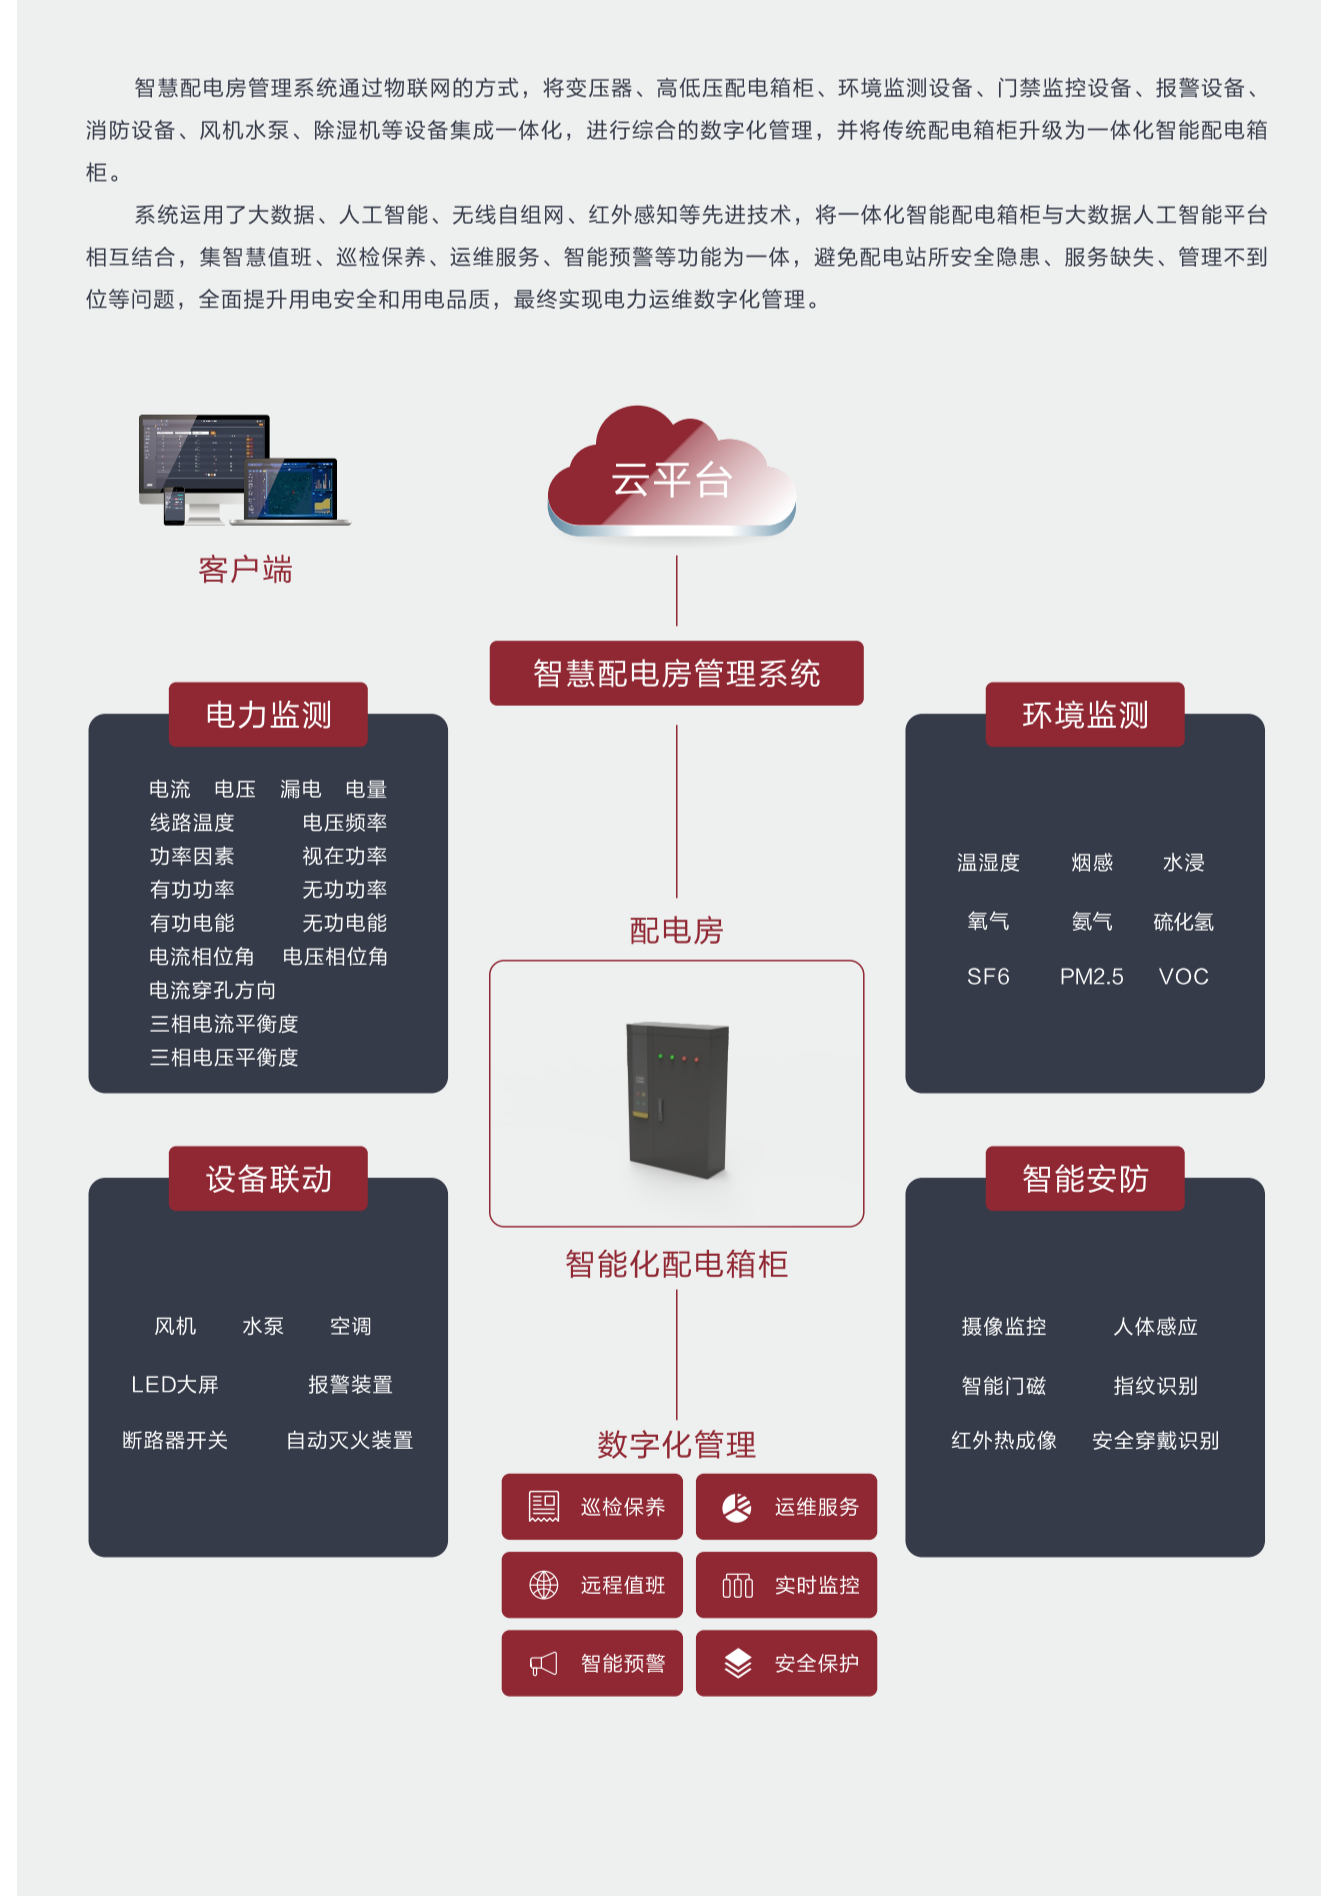 智慧配电房管理系统通过物联网的方式，将变压器、高低压配电箱柜、环境监测设备、门禁监控设备、报警设备、
消防设备、风机水泵、除湿机等设备集成一体化，进行综合的数字化管理，并将传统配电箱柜升级为一体化智能配电箱
柜。
系统运用了大数据、人工智能、无线自组网、红外感知等先进技术，将一体化智能配电箱柜与大数据人工智能平台
相互结合，集智慧值班、巡检保养、运维服务、智能预警等功能为一体，避免配电站所安全隐患、服务缺失、管理不到
位等问题，全面提升用电安全和用电品质，最终实现电力运维数字化管理。
云平台
客户端
智慧配电房管理系统
电力监测
电流 电压 漏电 电量
线路温度 电压频率
功率因素 视在功率
有功功率 无功功率
有功电能 无功电能
电流相位角 电压相位角
电流穿孔方向
三相电流平衡度
三相电压平衡度
环境监测
温湿度 烟感 水浸
氧气 氨气 硫化氢
SF6 PM2.5 VOC
配电房
智能化配电箱柜
设备联动
风机 水泵 空调
LED大屏 报警装置
断路器开关 自动灭火装置
智能安防
摄像监控 人体感应
智能门磁 指纹识别
红外热成像 安全穿戴识别
数字化管理
巡检保养 运维服务
远程值班 实时监控
智能预警 安全保护